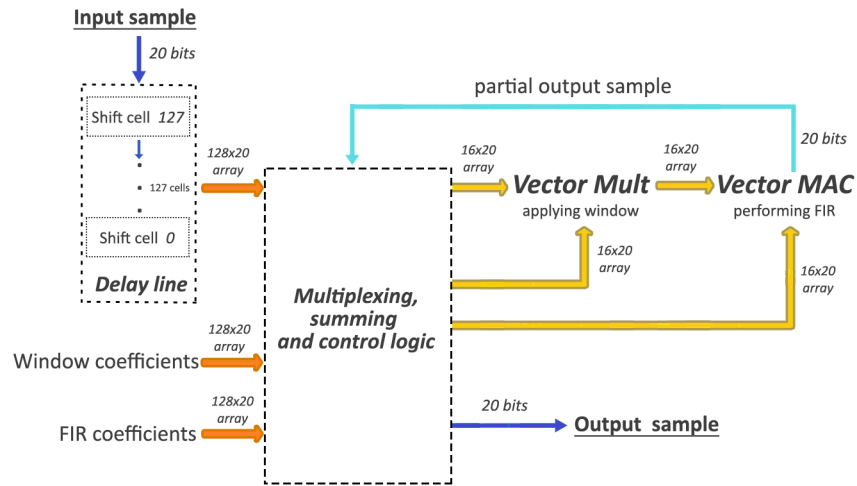 Input sample
20 bits
Shift cell 127
127 cells
Shift cell 0
Delay line
128x20
array
Window coefficients
128x20
array
FIR coefficients
128x20
array
Multiplexing,
summing
and control logic
partial output sample
20 bits
16x20
array
Vector Mult
applying window
16x20
array
Vector MAC
performing FIR
16x20
array
16x20
array
20 bits
Output sample